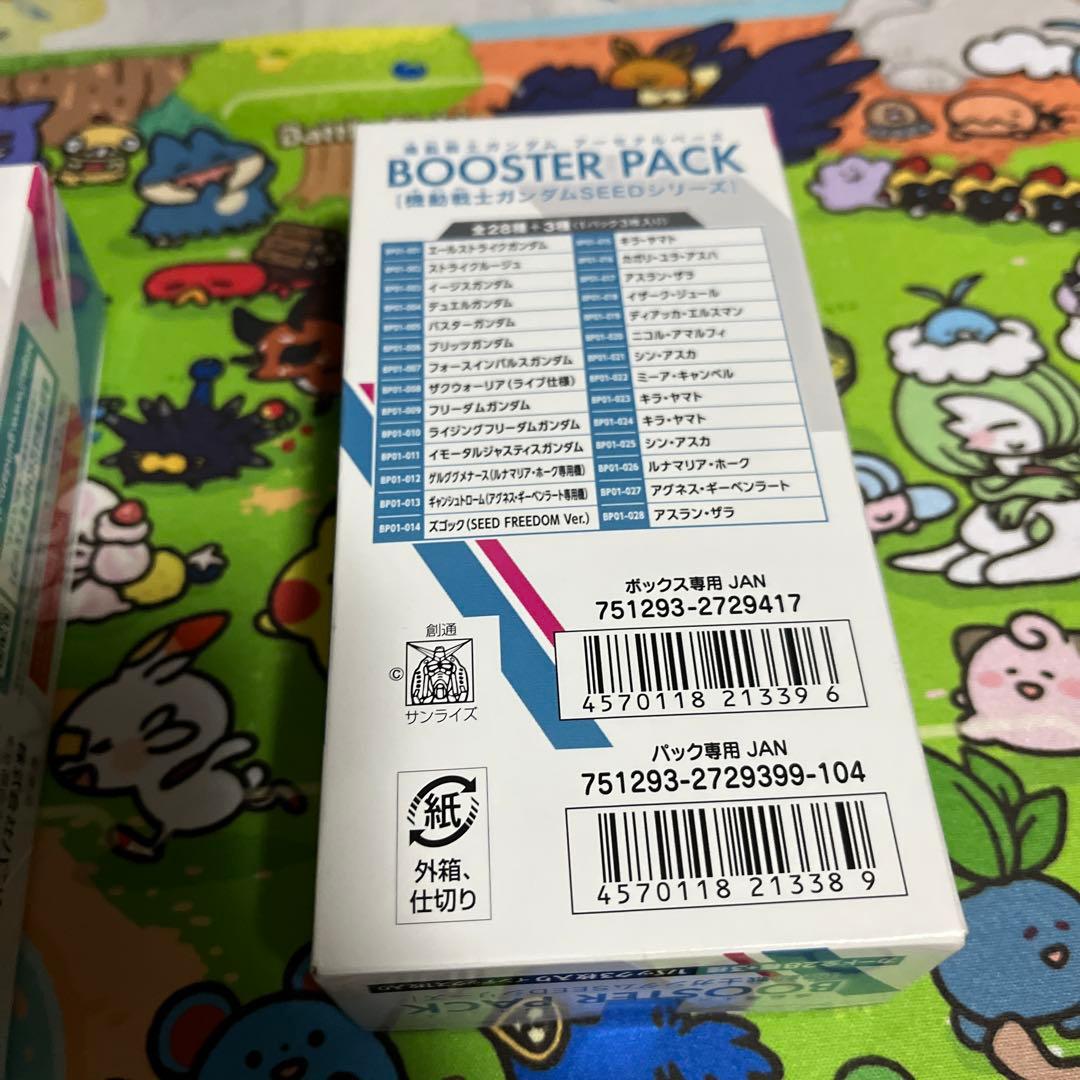 機動戦士ガンダム アーセナルベース
BOOSTER PACK
[機動戦士ガンダムSEEDシリーズ]
全28種+3種(1パック3枚入り)
BP01-001 エールストライクガンダム
BP01-002 ストライクルージュ
BP01-003 イージスガンダム
BP01-004 デュエルガンダム
BP01-005 バスターガンダム
BP01-006 ブリッツガンダム
BP01-007 フォースインパルスガンダム
BP01-008 ザクウォーリア(ライブ仕様)
BP01-009 フリーダムガンダム
BP01-010 ライジングフリーダムガンダム
BP01-011 イモータルジャスティスガンダム
BP01-012 ゲルググメナース(ルナマリア・ホーク専用機)
BP01-013 ギャンシュトローム(アグネス・ギーベンラート専用機)
BP01-014 ズゴック(SEED FREEDOM Ver.)
BP01-015 キラ・ヤマト
BP01-016 カガリ・ユラ・アスハ
BP01-017 アスラン・ザラ
BP01-018 イザーク・ジュール
BP01-019 ディアッカ・エルスマン
BP01-020 ニコル・アマルフィ
BP01-021 シン・アスカ
BP01-022 ミーア・キャンベル
BP01-023 キラ・ヤマト
BP01-024 キラ・ヤマト
BP01-025 シン・アスカ
BP01-026 ルナマリア・ホーク
BP01-027 アグネス・ギーベンラート
BP01-028 アスラン・ザラ
ボックス専用 JAN
751293-2729417
4570118 213396
パック専用 JAN
751293-2729399-104
4570118 213389
©
創通
サンライズ
紙
外箱、
仕切り
BOOSTER PACK